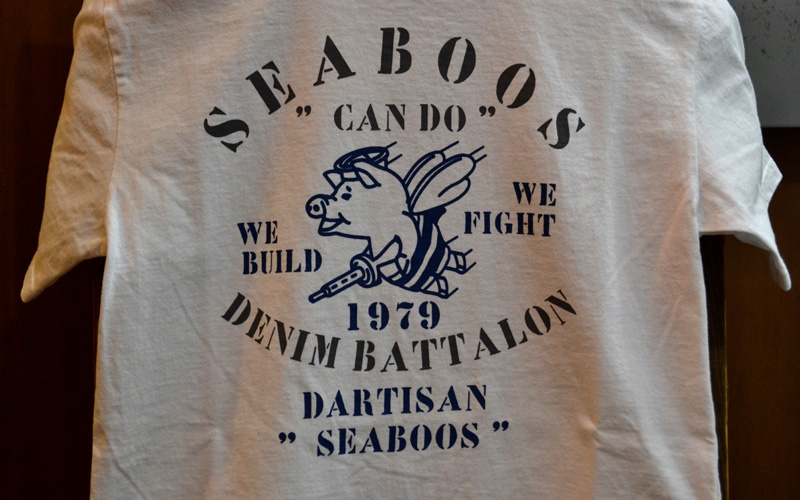 SEABOOS
” CAN DO ”
WE BUILD
WE FIGHT
1979
DENIM BATTALON
DARTISAN
” SEABOOS ”